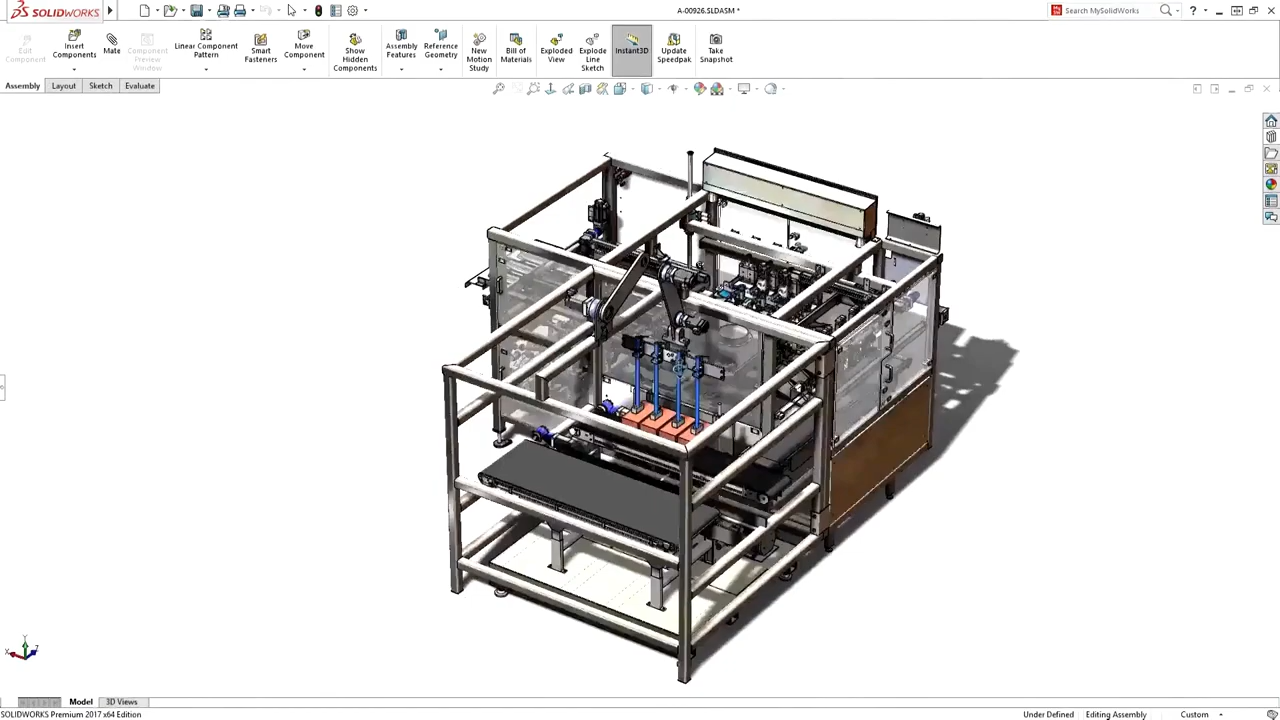 SOLIDWORKS
A-00926.SLDASM *
Search MySolidWorks
Edit
Component
Insert
Components
Mate
Component
Preview
Window
Linear Component
Pattern
Smart
Fasteners
Move
Component
Show
Hidden
Components
Assembly
Features
Reference
Geometry
New
Motion
Study
Bill of
Materials
Exploded
View
Explode
Line
Sketch
Instant3D
Update
Speedpak
Take
Snapshot
Assembly Layout Sketch Evaluate
Y
X
Z
Model 3D Views
SOLIDWORKS Premium 2017 x64 Edition
Under Defined Editing Assembly Custom